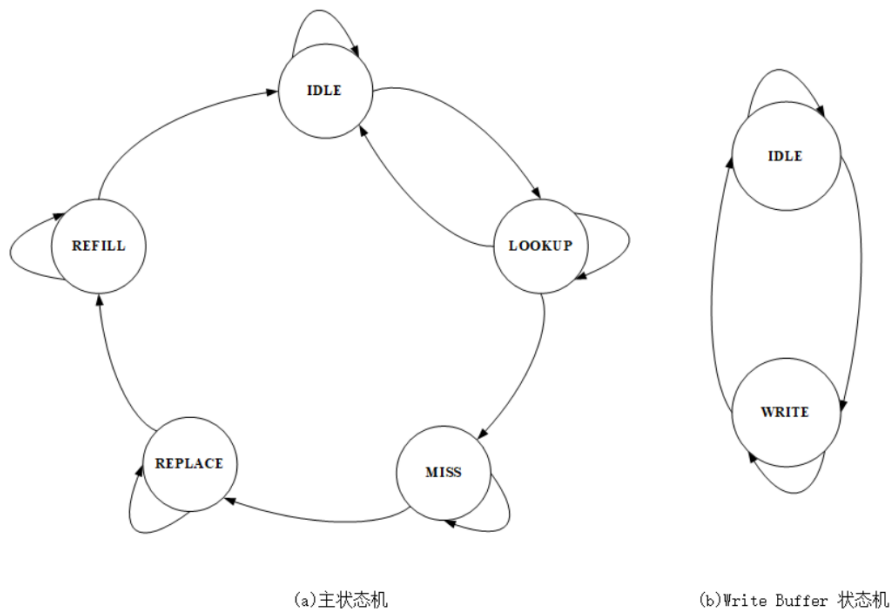 IDLE
IDLE
REFILL
LOOKUP
WRITE
REPLACE
MISS
(a)主状态机
(b)Write Buffer 状态机